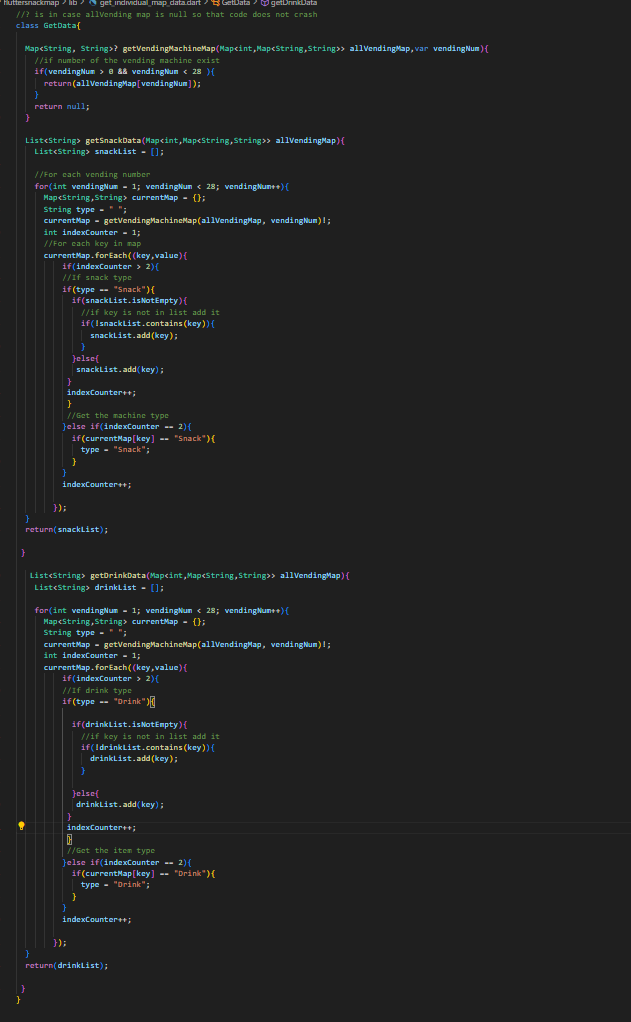 fluttersnackmap > lib > get_individual_map_data.dart > GetData > getDrinkData
//? is in case allVending map is null so that code does not crash
class GetData{
Map<String, String>? getVendingMachineMap(Map<int,Map<String,String>> allVendingMap,var vendingNum){
//if number of the vending machine exist
if(vendingNum > 0 && vendingNum < 28 ){
return(allVendingMap[vendingNum]);
}
return null;
}
List<String> getSnackData(Map<int,Map<String,String>> allVendingMap){
List<String> snackList = [];
//For each vending number
for(int vendingNum = 1; vendingNum < 28; vendingNum++){
Map<String,String> currentMap = {};
String type = " ";
currentMap = getVendingMachineMap(allVendingMap, vendingNum)!;
int indexCounter = 1;
//For each key in map
currentMap.forEach((key,value){
if(indexCounter > 2){
//If snack type
if(type == "Snack"){
if(snackList.isNotEmpty){
//if key is not in list add it
if(!snackList.contains(key)){
snackList.add(key);
}
}else{
snackList.add(key);
}
indexCounter++;
}
//Get the machine type
}else if(indexCounter == 2){
if(currentMap[key] == "Snack"){
type = "Snack";
}
}
indexCounter++;
});
}
return(snackList);
}
List<String> getDrinkData(Map<int,Map<String,String>> allVendingMap){
List<String> drinkList = [];
for(int vendingNum = 1; vendingNum < 28; vendingNum++){
Map<String,String> currentMap = {};
String type = " ";
currentMap = getVendingMachineMap(allVendingMap, vendingNum)!;
int indexCounter = 1;
currentMap.forEach((key,value){
if(indexCounter > 2){
//If drink type
if(type == "Drink"){
if(drinkList.isNotEmpty){
//if key is not in list add it
if(!drinkList.contains(key)){
drinkList.add(key);
}
}else{
drinkList.add(key);
}
indexCounter++;
}
//Get the item type
}else if(indexCounter == 2){
if(currentMap[key] == "Drink"){
type = "Drink";
}
}
indexCounter++;
});
}
return(drinkList);
}
}